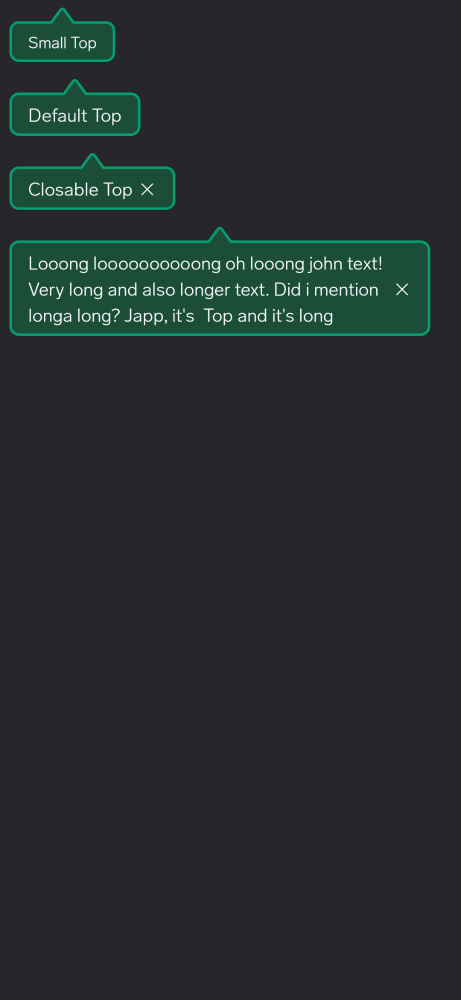 Small Top
Default Top
Closable Top
Looong loooooooooong oh looong john text!
Very long and also longer text. Did i mention
longa long? Japp, it's  Top and it's long